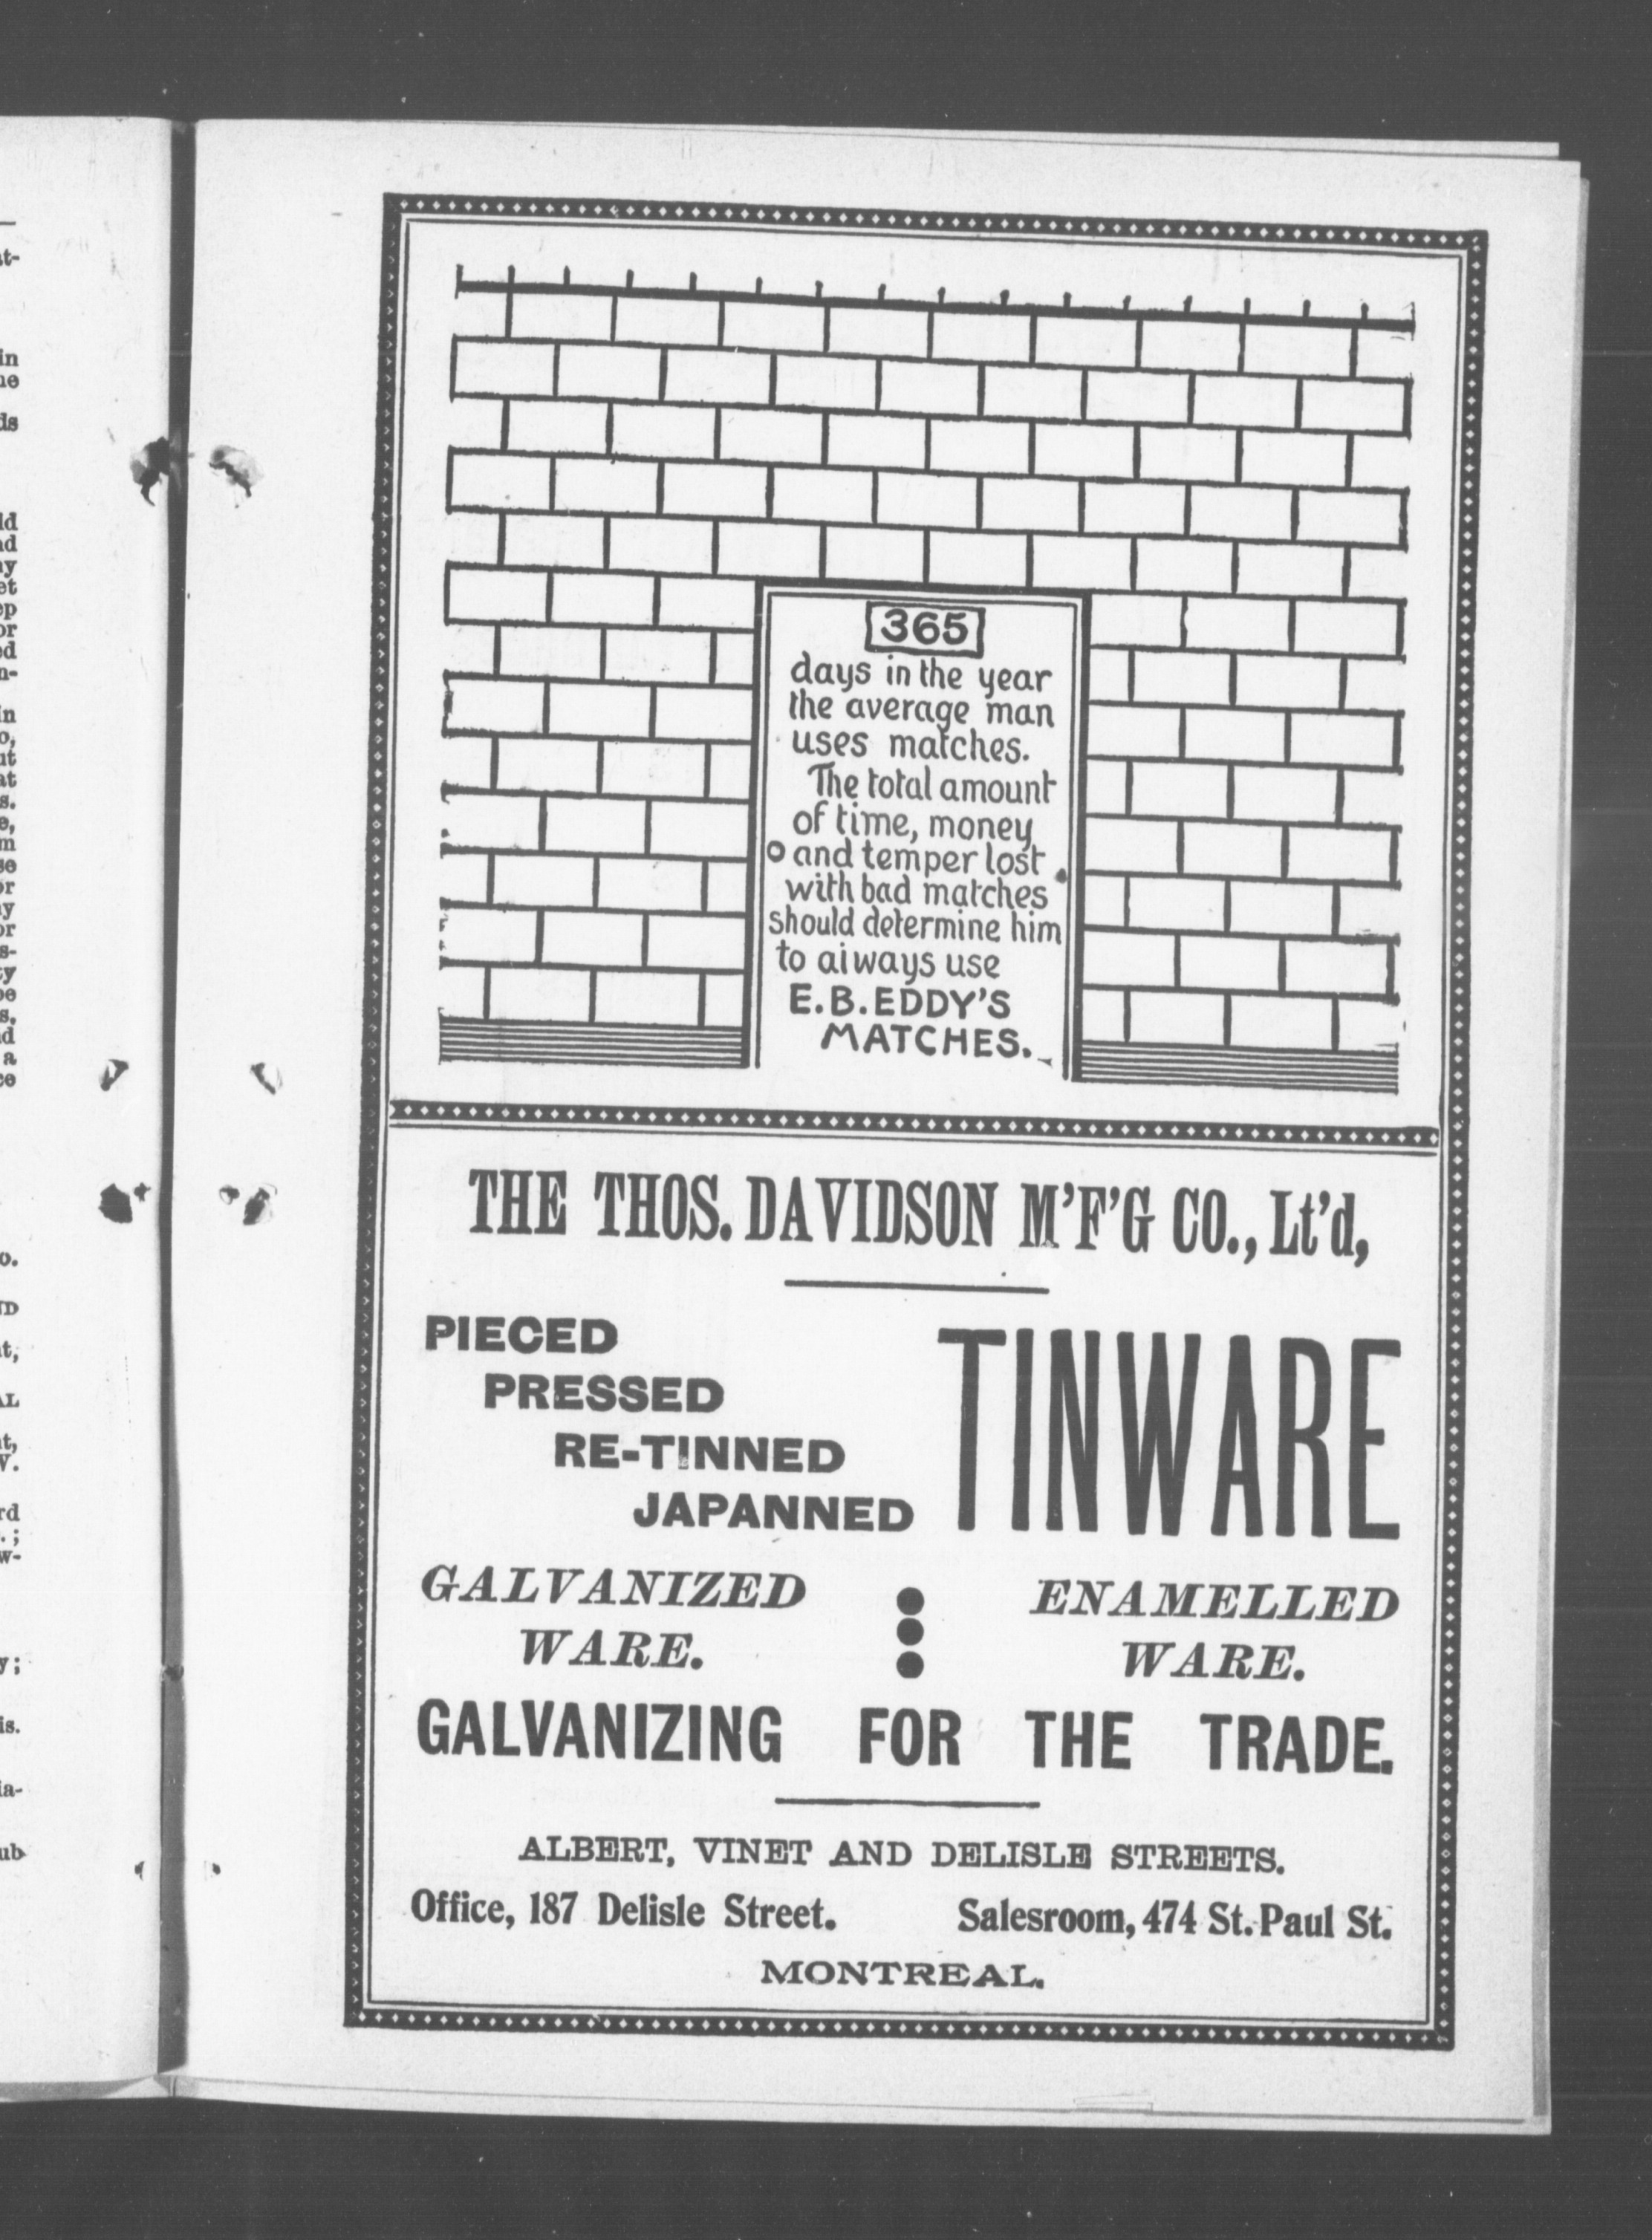 365
days in the year
the average man
uses matches.
The total amount
of time, money
and temper lost
with bad matches
should determine him
to always use
E.B. EDDY'S
MATCHES.
THE THOS. DAVIDSON M'F'G CO., Lt'd,
PIECED
PRESSED
RE-TINNED
JAPANNED
TINWARE
GALVANIZED
WARE.
ENAMELLED
WARE.
GALVANIZING FOR THE TRADE.
ALBERT, VINET AND DELISLE STREETS.
Office, 187 Delisle Street. Salesroom, 474 St. Paul St.
MONTREAL.